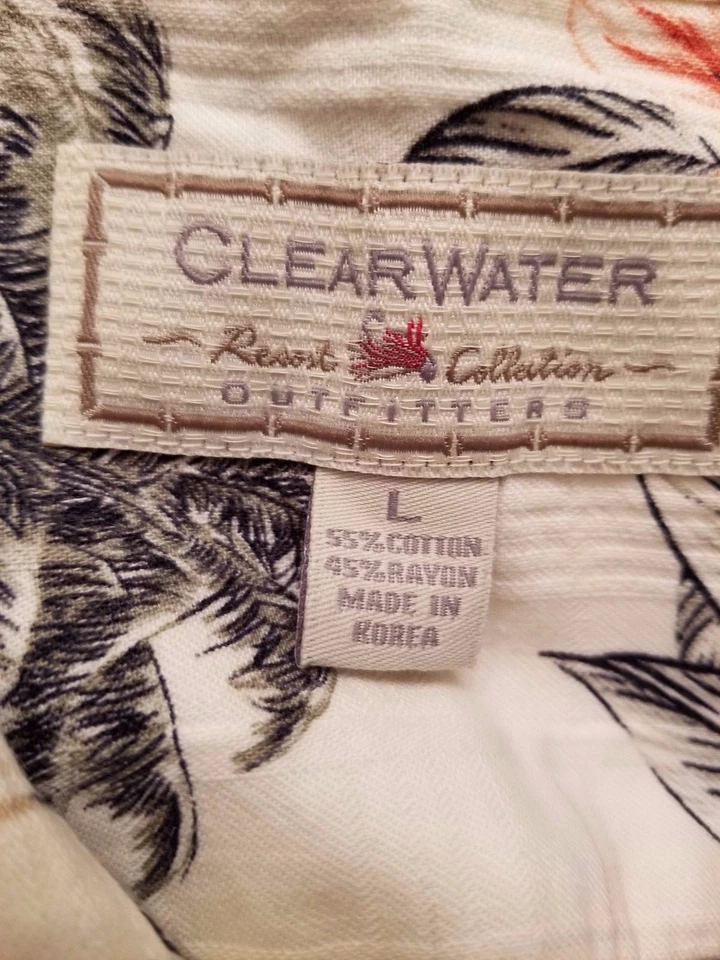 CLEARWATER
Resort Collection
OUTFITTERS
L
55%COTTON
45%RAYON
MADE IN
KOREA